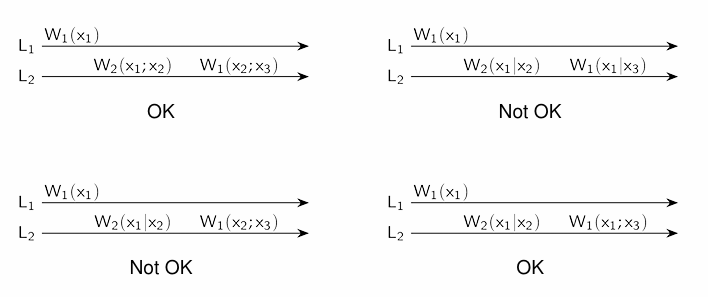 L₁ W₁(x₁)
L₂ W₂(x₁;x₂) W₁(x₂;x₃)
OK
L₁ W₁(x₁)
L₂ W₂(x₁|x₂) W₁(x₁|x₃)
Not OK
L₁ W₁(x₁)
L₂ W₂(x₁|x₂) W₁(x₂;x₃)
Not OK
L₁ W₁(x₁)
L₂ W₂(x₁|x₂) W₁(x₁;x₃)
OK